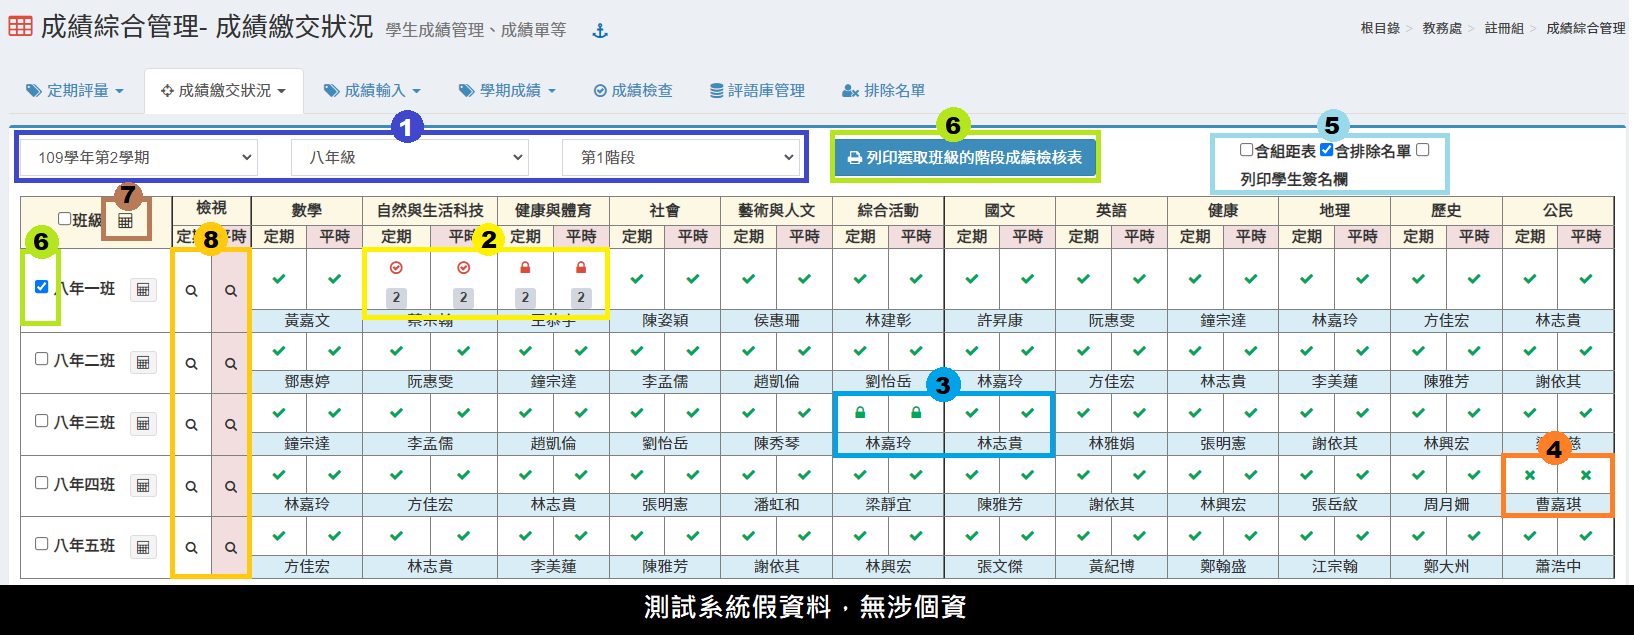 成績綜合管理- 成績繳交狀況 學生成績管理、成績單等
根目錄 > 教務處 > 註冊組 > 成績綜合管理
定期評量 成績繳交狀況 成績輸入 學期成績 成績檢查 評語庫管理 排除名單
1 6 5
109學年第2學期 八年級 第1階段 列印選取班級的階段成績檢核表 含組距表 含排除名單
列印學生簽名欄
7
班級 檢視 數學 自然與生活科技 健康與體育 社會 藝術與人文 綜合活動 國文 英語 健康 地理 歷史 公民
6 8 2
定期 平時 定期 平時 定期 平時 定期 平時 定期 平時 定期 平時 定期 平時 定期 平時 定期 平時 定期 平時 定期 平時 定期 平時
八年一班
2 2 2 2
黃嘉文 陳姿穎 侯惠珊 林建彰 許昇康 阮惠雯 鐘宗達 林嘉玲 方佳宏 林志貴
八年二班
鄧惠婷 阮惠雯 鐘宗達 李孟儒 趙凱倫 劉怡岳 林嘉玲 方佳宏 林志貴 李美蓮 陳雅芳 謝依其
3
八年三班
鐘宗達 李孟儒 趙凱倫 劉怡岳 陳秀琴 林嘉玲 林志貴 林雅娟 張明憲 謝依其 林興宏
4
八年四班
林嘉玲 方佳宏 林志貴 張明憲 潘虹和 梁靜宜 陳雅芳 謝依其 林興宏 張岳紋 周月姍 曹嘉琪
八年五班
方佳宏 林志貴 李美蓮 陳雅芳 謝依其 林興宏 張文傑 黃紀博 鄭翰盛 江宗翰 鄭大州 蕭浩中
測試系統假資料，無涉個資